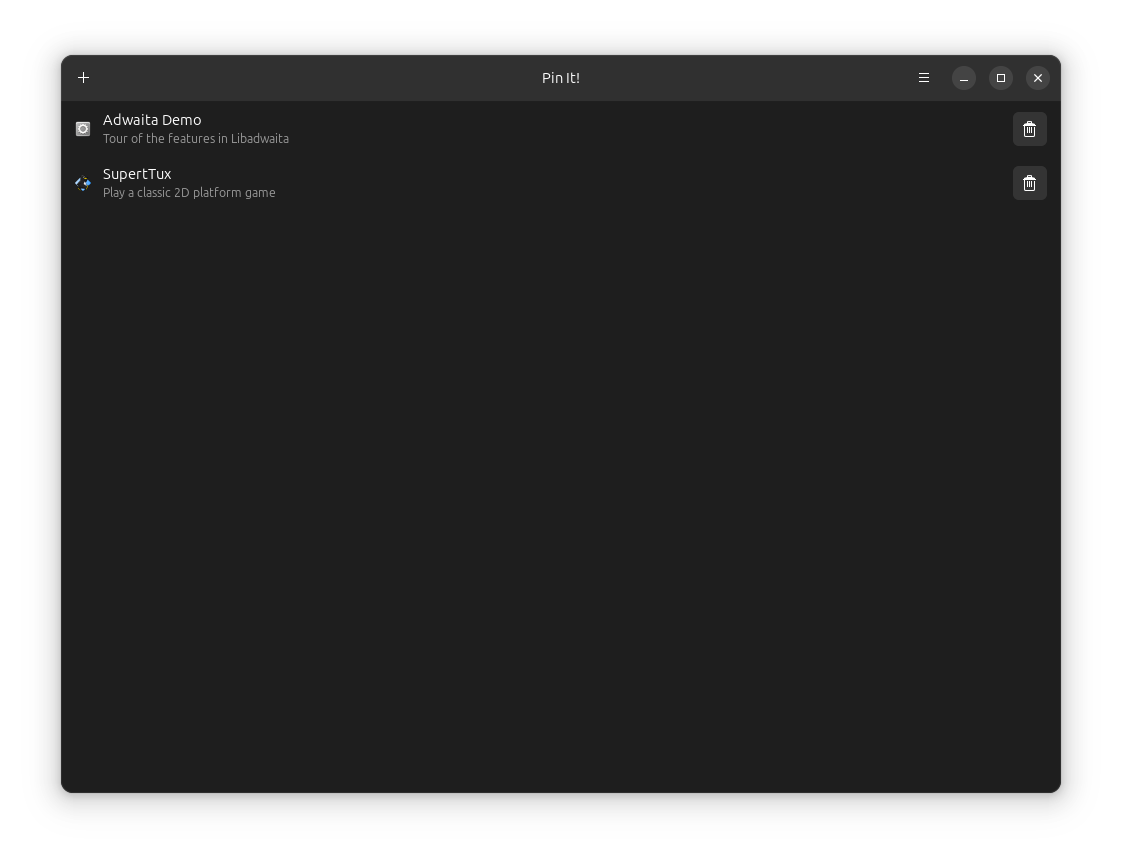 Pin It!
Adwaita Demo
Tour of the features in Libadwaita
SupertTux
Play a classic 2D platform game